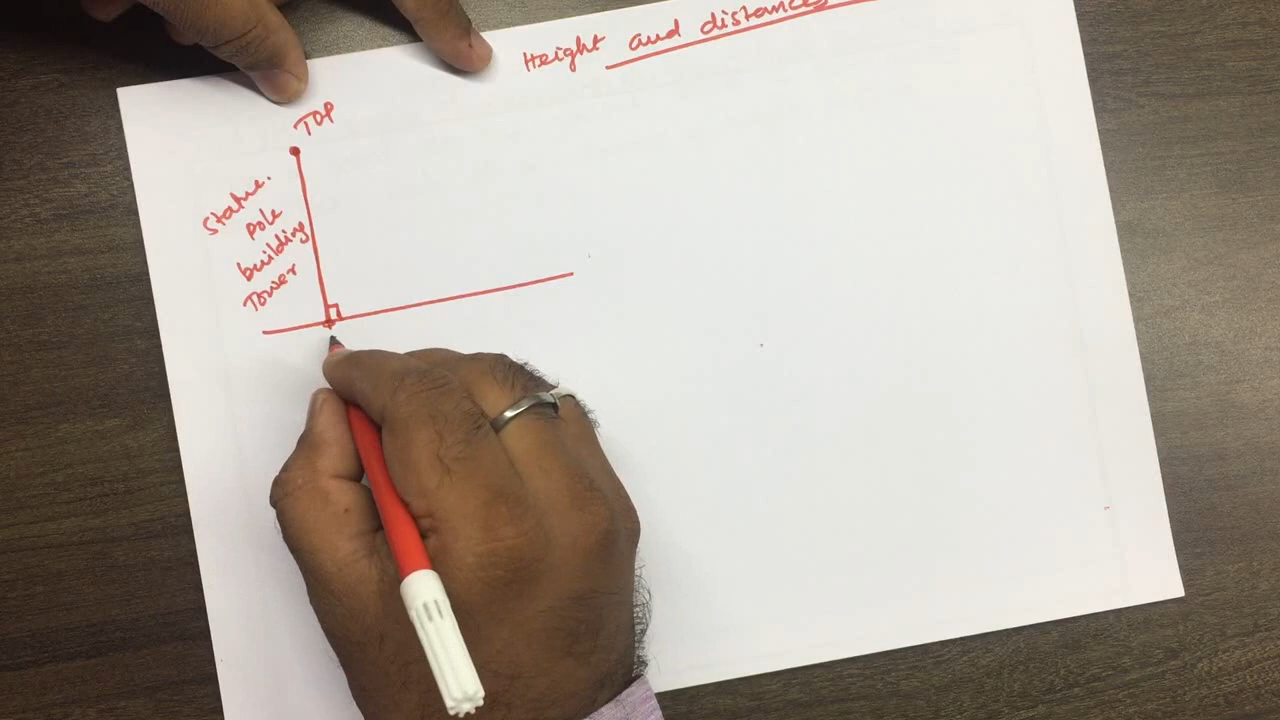 Height and distances
TOP
Statue.
Pole
building
Tower